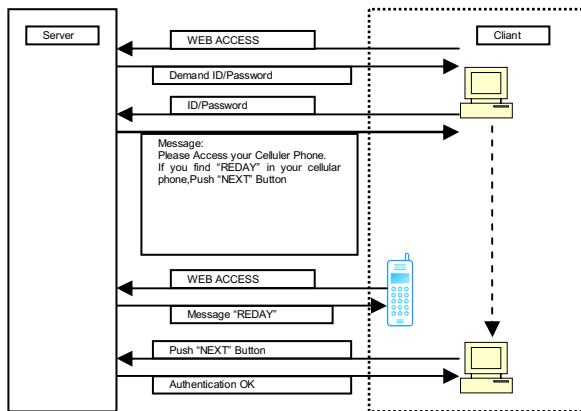 Server
Cliant
WEB ACCESS
Demand ID/Password
ID/Password
Message:
Please Access your Celluler Phone.
If you find “REDAY” in your cellular
phone,Push “NEXT” Button
WEB ACCESS
Message “REDAY”
Push “NEXT” Button
Authentication OK